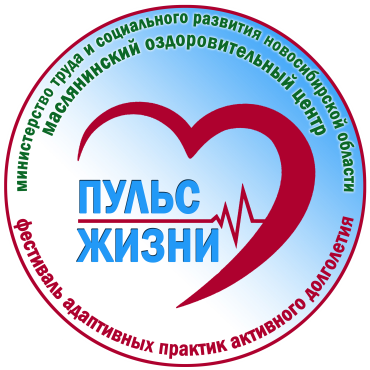 министерство труда и социального развития новосибирской области
маслянинский оздоровительный центр
ПУЛЬС
ЖИЗНИ
фестиваль адаптивных практик активного долголетия